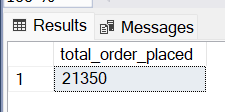 Results Messages
total_order_placed
1 21350